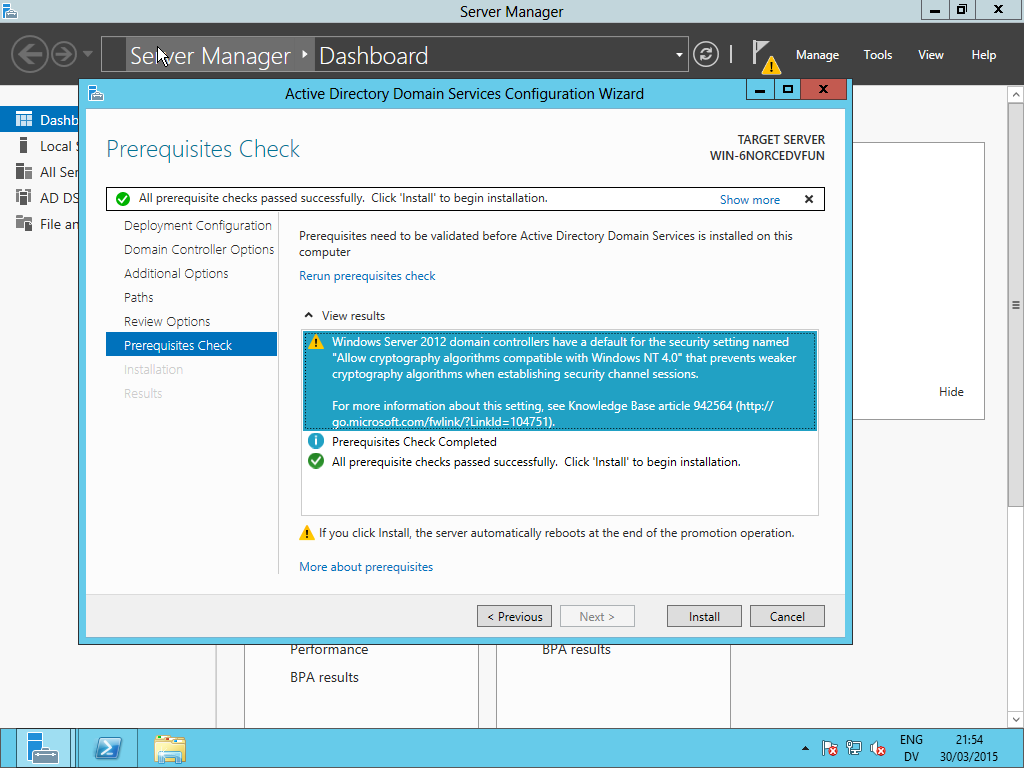 Server Manager
Server Manager ‣ Dashboard
Manage Tools View Help
Active Directory Domain Services Configuration Wizard
Dashb
Local S
All Ser
AD DS
File an
Prerequisites Check
TARGET SERVER
WIN-6NORCEDVFUN
All prerequisite checks passed successfully.  Click 'Install' to begin installation.
Show more
Deployment Configuration
Domain Controller Options
Additional Options
Paths
Review Options
Prerequisites Check
Installation
Results
Prerequisites need to be validated before Active Directory Domain Services is installed on this
computer
Rerun prerequisites check
View results
Windows Server 2012 domain controllers have a default for the security setting named
"Allow cryptography algorithms compatible with Windows NT 4.0" that prevents weaker
cryptography algorithms when establishing security channel sessions.
For more information about this setting, see Knowledge Base article 942564 (http://
go.microsoft.com/fwlink/?LinkId=104751).
Prerequisites Check Completed
All prerequisite checks passed successfully.  Click 'Install' to begin installation.
If you click Install, the server automatically reboots at the end of the promotion operation.
More about prerequisites
< Previous
Next >
Install
Cancel
Hide
Performance
BPA results
BPA results
ENG
DV
21:54
30/03/2015